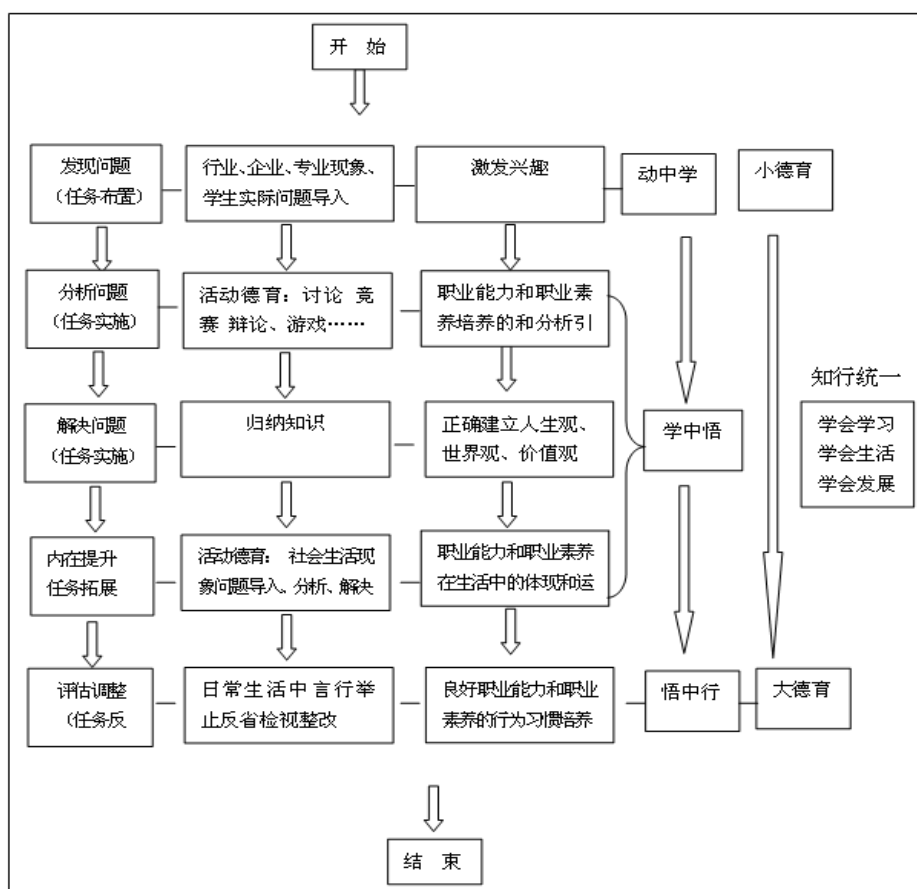 开 始
发现问题
（任务布置）
行业、企业、专业现象、
学生实际问题导入
激发兴趣
动中学
小德育
分析问题
（任务实施）
活动德育：讨论 竞
赛 辩论、游戏……
职业能力和职业素
养培养的和分析引
知行统一
学会学习
学会生活
学会发展
解决问题
（任务实施）
归纳知识
正确建立人生观、
世界观、价值观
学中悟
内在提升
任务拓展
活动德育： 社会生活现
象问题导入、分析、解决
职业能力和职业素养
在生活中的体现和运
评估调整
（任务反
日常生活中言行举
止反省检视整改
良好职业能力和职业
素养的行为习惯培养
悟中行
大德育
结 束